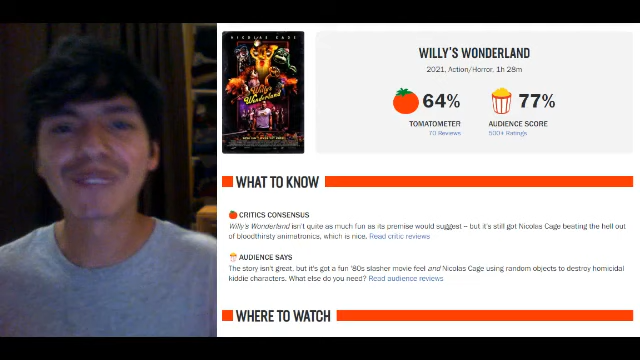 NICOLAS CAGE
Willy's
Wonderland
WILLY'S WONDERLAND
2021, Action/Horror, 1h 28m
64%
77%
TOMATOMETER
AUDIENCE SCORE
70 Reviews
500+ Ratings
WHAT TO KNOW
CRITICS CONSENSUS
Willy's Wonderland isn't quite as much fun as its premise would suggest -- but it's still got Nicolas Cage beating the hell out
of bloodthirsty animatronics, which is nice. Read critic reviews
AUDIENCE SAYS
The story isn't great, but it's got a fun '80s slasher movie feel and Nicolas Cage using random objects to destroy homicidal
kiddie characters. What else do you need? Read audience reviews
WHERE TO WATCH